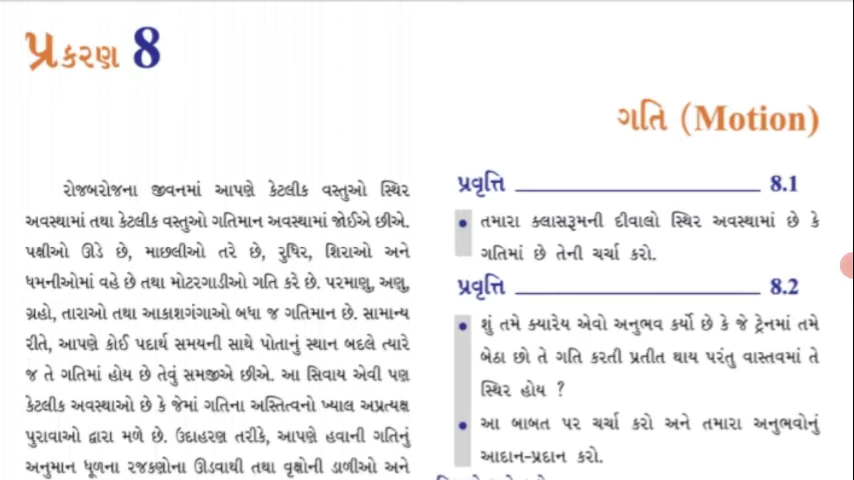 પ્રકરણ 8
ગતિ (Motion)
રોજબરોજના જીવનમાં આપણે કેટલીક વસ્તુઓ સ્થિર
અવસ્થામાં તથા કેટલીક વસ્તુઓ ગતિમાન અવસ્થામાં જોઈએ છીએ.
પક્ષીઓ ઊડે છે, માછલીઓ તરે છે, રુધિર, શિરાઓ અને
ધમનીઓમાં વહે છે તથા મોટરગાડીઓ ગતિ કરે છે. પરમાણુ, અણુ,
ગ્રહો, તારાઓ તથા આકાશગંગાઓ બધા જ ગતિમાન છે. સામાન્ય
રીતે, આપણે કોઈ પદાર્થ સમયની સાથે પોતાનું સ્થાન બદલે ત્યારે
જ તે ગતિમાં હોય છે તેવું સમજીએ છીએ. આ સિવાય એવી પણ
કેટલીક અવસ્થાઓ છે કે જેમાં ગતિના અસ્તિત્વનો ખ્યાલ અપ્રત્યક્ષ
પુરાવાઓ દ્વારા મળે છે. ઉદાહરણ તરીકે, આપણે હવાની ગતિનું
અનુમાન ધૂળના રજકણોના ઊડવાથી તથા વૃક્ષોની ડાળીઓ અને
પ્રવૃત્તિ ____________ 8.1
• તમારા ક્લાસરૂમની દીવાલો સ્થિર અવસ્થામાં છે કે
ગતિમાં છે તેની ચર્ચા કરો.
પ્રવૃત્તિ ____________ 8.2
• શું તમે ક્યારેય એવો અનુભવ કર્યો છે કે જે ટ્રેનમાં તમે
બેઠા છો તે ગતિ કરતી પ્રતીત થાય પરંતુ વાસ્તવમાં તે
સ્થિર હોય ?
• આ બાબત પર ચર્ચા કરો અને તમારા અનુભવોનું
આદાન-પ્રદાન કરો.